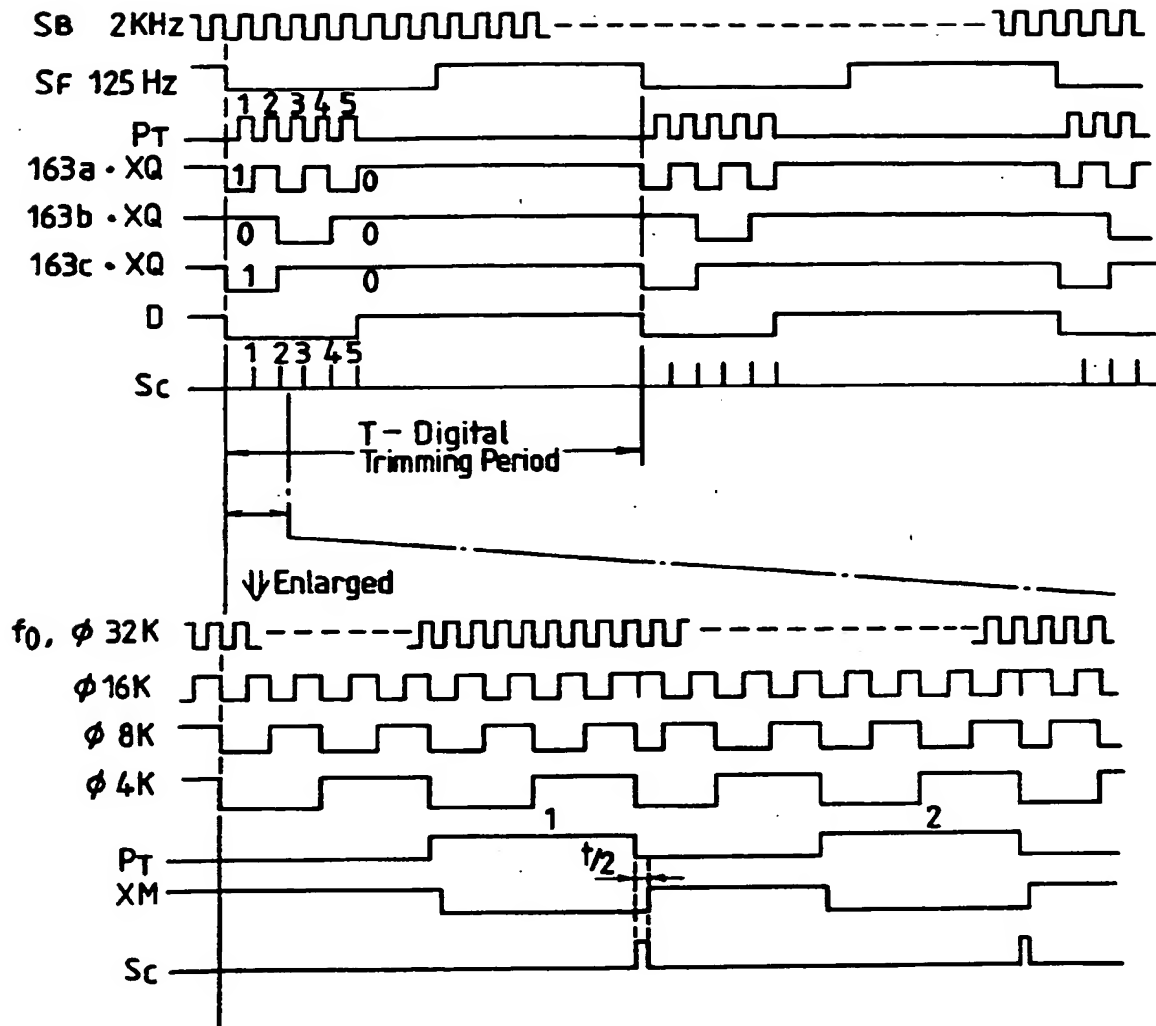 SB 2KHz
SF 125 Hz
1 2 3 4 5
PT
163a • XQ 1 0
163b • XQ
0 0
163c • XQ
1 0
D
1 2 3 4 5
Sc
T - Digital
Trimming Period
⇓ Enlarged
f0, ϕ 32K
ϕ 16K
ϕ 8K
ϕ 4K
1 2
PT
t/2
XM
Sc